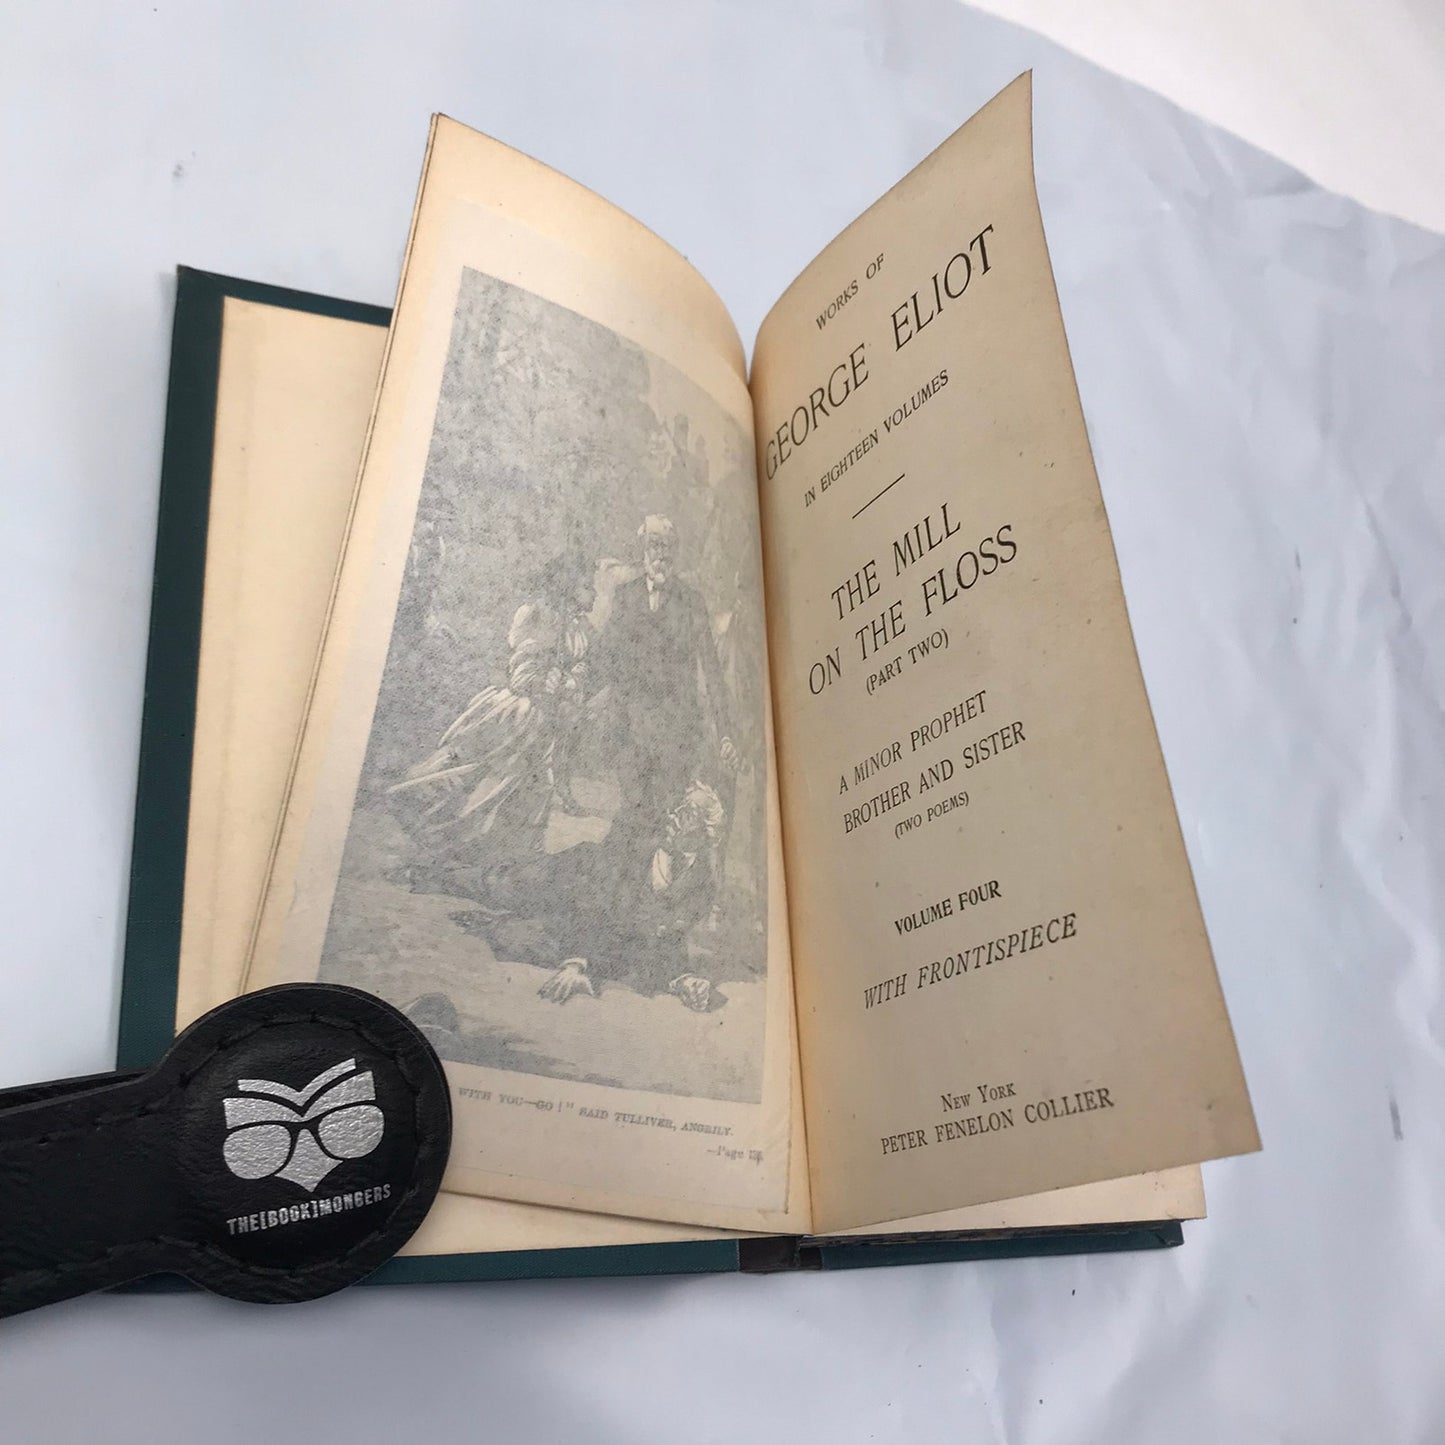 WITH YOU—GO!" SAID TULLIVER, ANGRILY.
—Page
WORKS OF
GEORGE ELIOT
IN EIGHTEEN VOLUMES
THE MILL
ON THE FLOSS
(PART TWO)
A MINOR PROPHET
BROTHER AND SISTER
(TWO POEMS)
VOLUME FOUR
WITH FRONTISPIECE
NEW YORK
PETER FENELON COLLIER
THE[BOOK]MONGERS